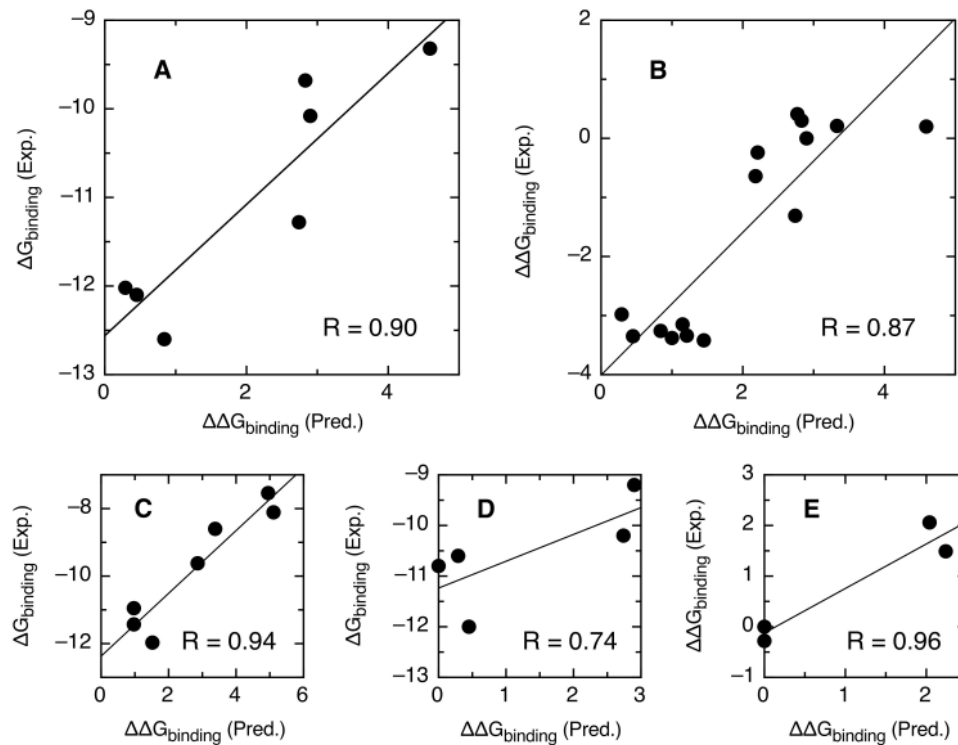 A
ΔG_binding (Exp.)
−9
−10
−11
−12
−13
R = 0.90
0
2
4
ΔΔG_binding (Pred.)
B
ΔΔG_binding (Exp.)
2
0
−2
−4
R = 0.87
0
2
4
ΔΔG_binding (Pred.)
C
ΔG_binding (Exp.)
−8
−10
−12
R = 0.94
0
2
4
6
ΔΔG_binding (Pred.)
D
ΔG_binding (Exp.)
−9
−10
−11
−12
−13
R = 0.74
0
1
2
3
ΔΔG_binding (Pred.)
E
ΔΔG_binding (Exp.)
3
2
1
0
−1
R = 0.96
0
1
2
ΔΔG_binding (Pred.)